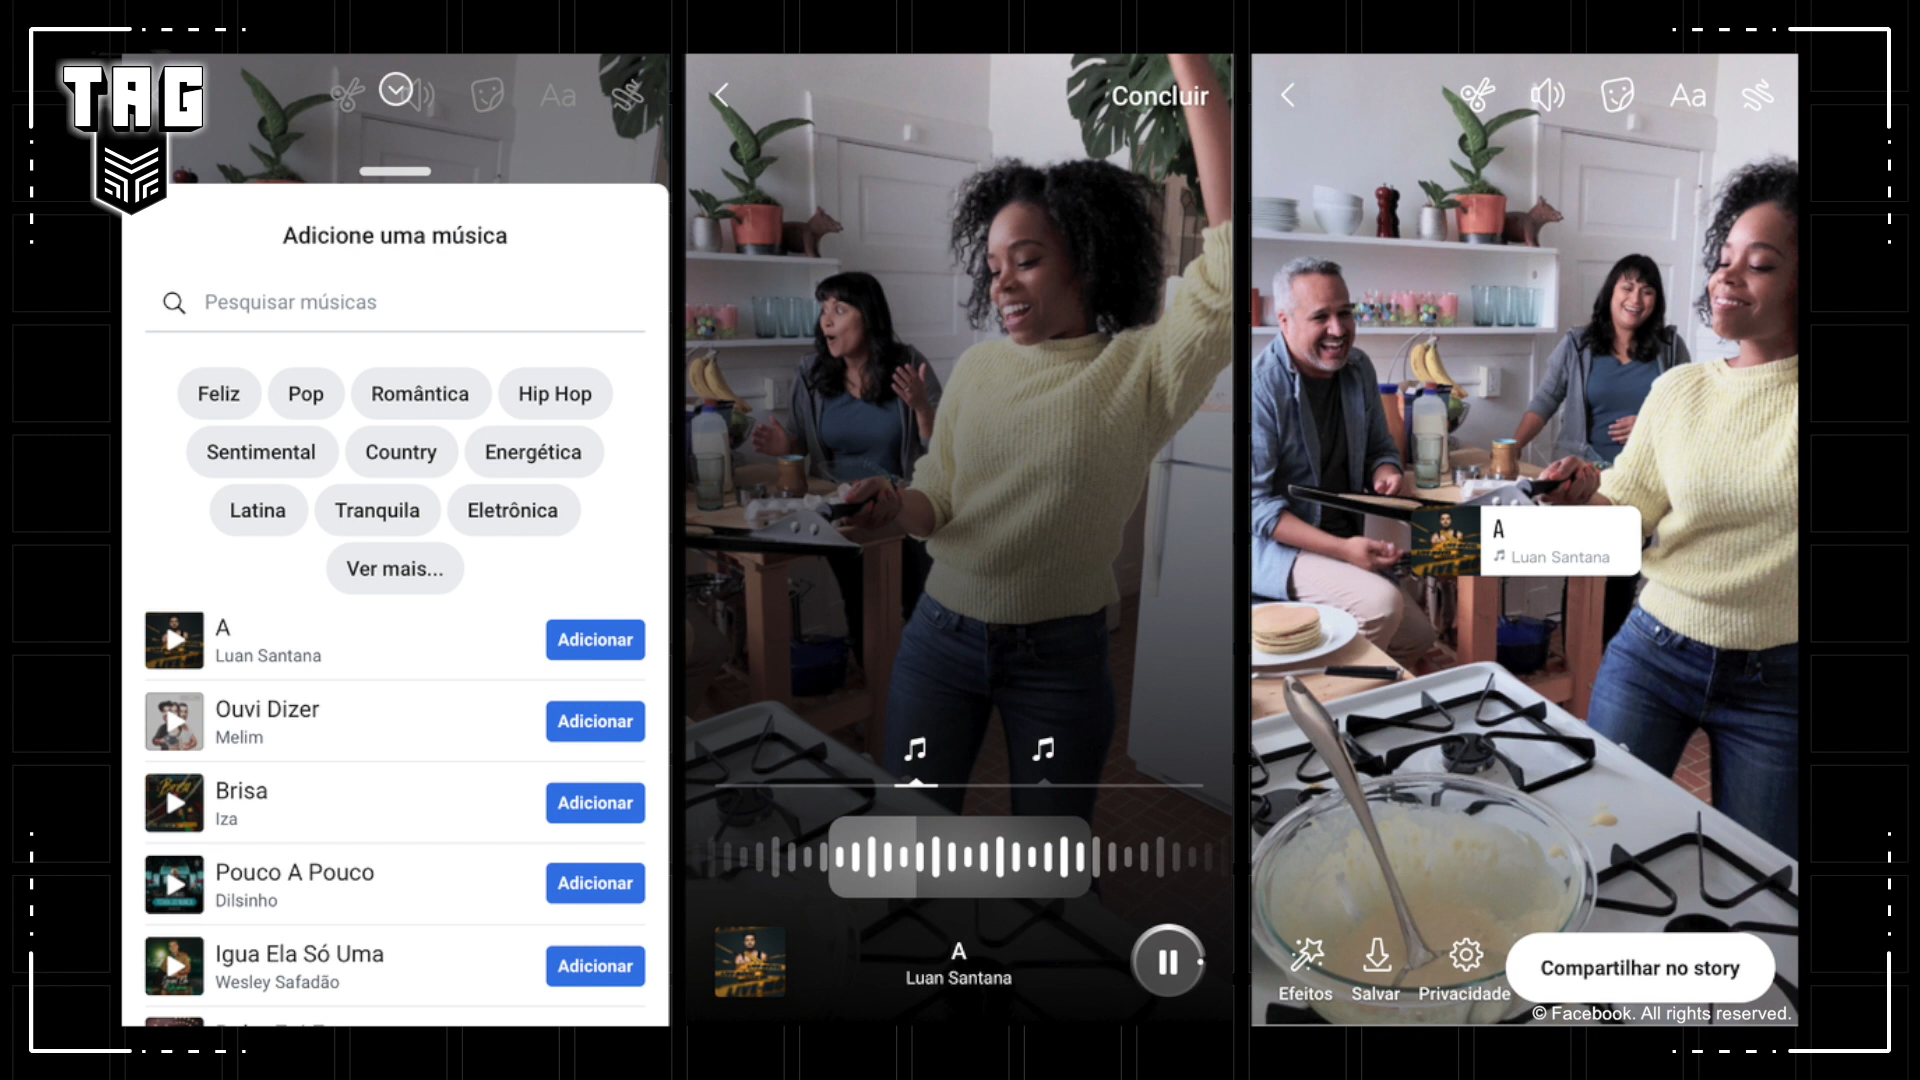 TAG
Aa
Adicione uma música
Pesquisar músicas
Feliz
Pop
Romântica
Hip Hop
Sentimental
Country
Energética
Latina
Tranquila
Eletrônica
Ver mais...
A
Luan Santana
Adicionar
Ouvi Dizer
Melim
Adicionar
Brisa
Iza
Adicionar
Pouco A Pouco
Dilsinho
Adicionar
Igua Ela Só Uma
Wesley Safadão
Adicionar
Concluir
A
Luan Santana
Aa
A
Luan Santana
Efeitos
Salvar
Privacidade
Compartilhar no story
© Facebook. All rights reserved.